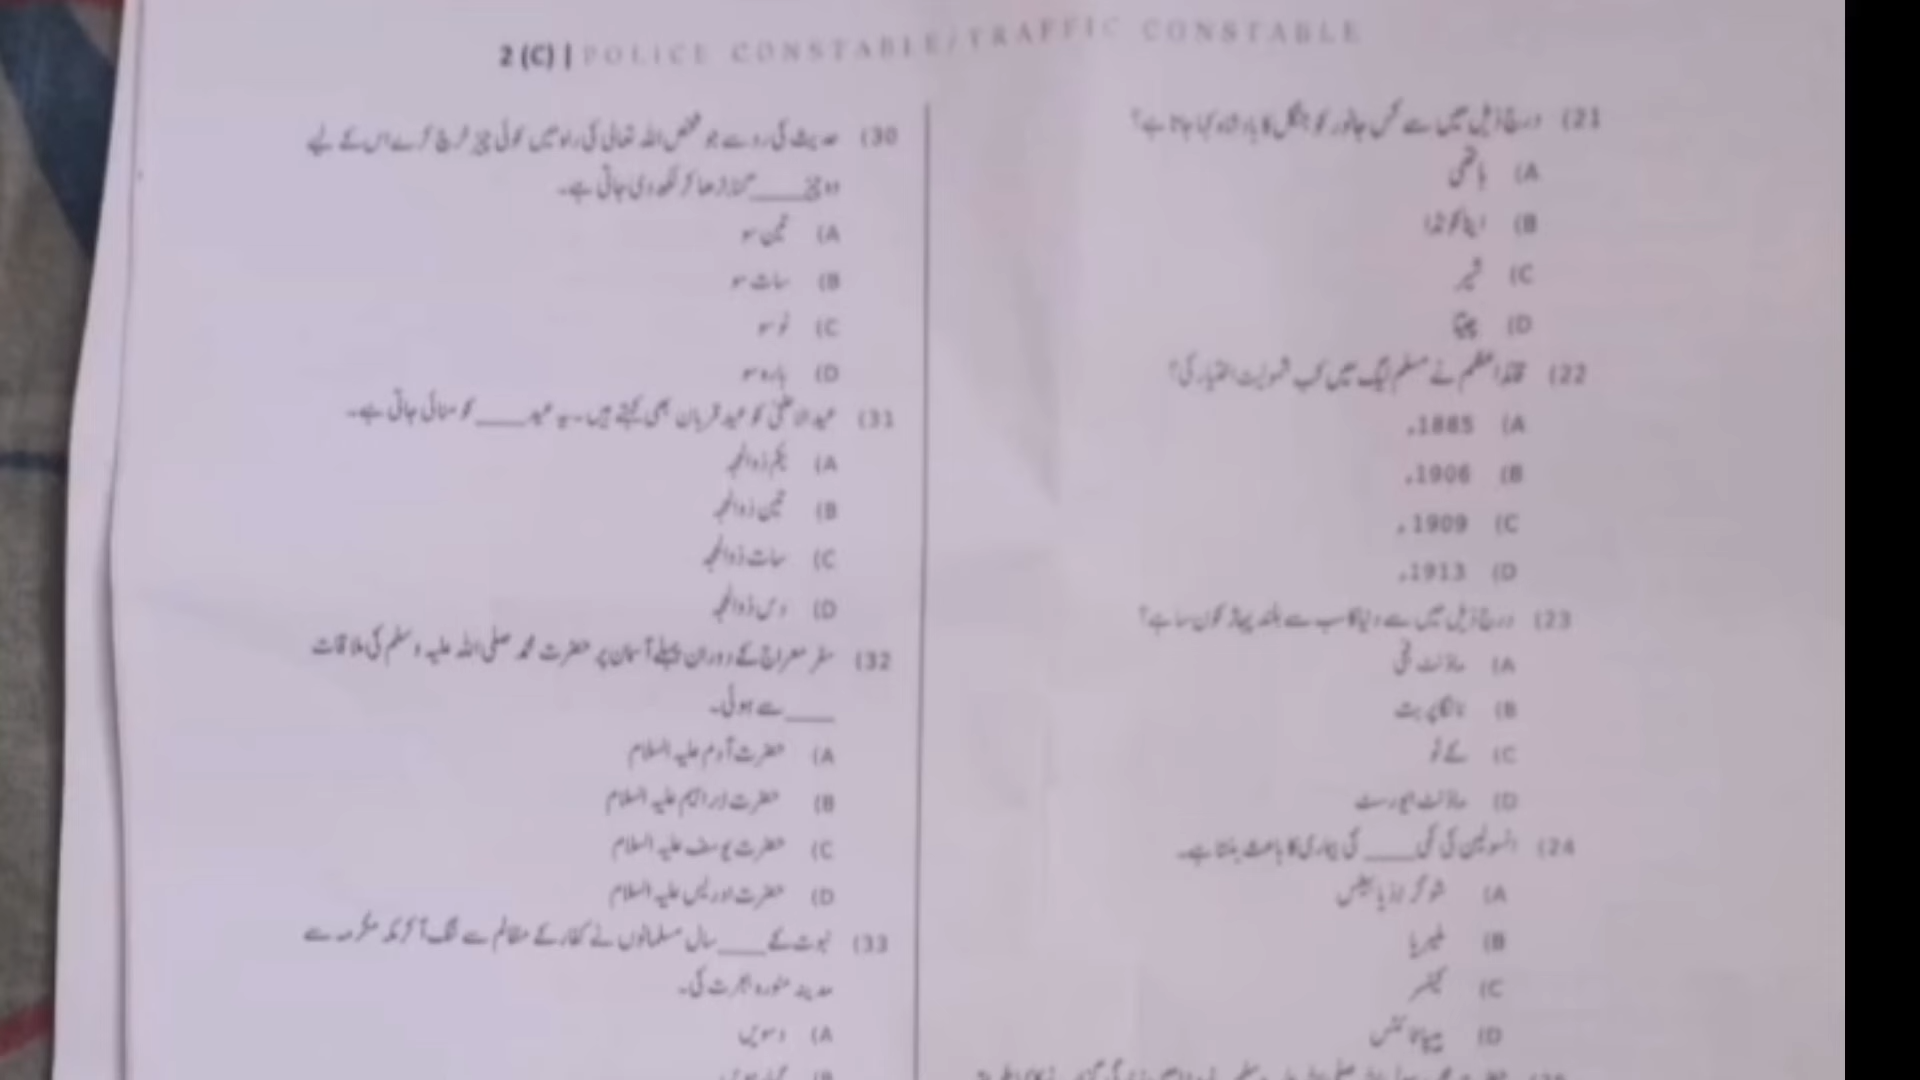 2 (C) | POLICE CONSTABLE/TRAFFIC CONSTABLE
(21 درج ذیل میں سے کس جانور کو جنگل کا بادشاہ کہا جاتا ہے؟
(A ہاتھی
(B ایناکونڈا
(C شیر
(D چیتا
(22 قائداعظم نے مسلم لیگ میں کب شمولیت اختیار کی؟
(A 1885ء
(B 1906ء
(C 1909ء
(D 1913ء
(23 درج ذیل میں سے دنیا کا سب سے بلند پہاڑ کون سا ہے؟
(A ماؤنٹ فجی
(B نانگا پربت
(C کے ٹو
(D ماؤنٹ ایورسٹ
(24 انسولین کی کمی ____ کی بیماری کا باعث بنتا ہے۔
(A شوگر/ذیابیطس
(B ملیریا
(C کینسر
(D ہیپاٹائٹس
(30 حدیث کی رو سے جو شخص اللہ تعالی کی راہ میں کوئی چیز خرچ کرے اس کے لیے
وہ چیز ____ گنا بڑھا کر لکھ دی جاتی ہے۔
(A تین سو
(B سات سو
(C نو سو
(D بارہ سو
(31 عید الاضحیٰ کو عید قربان بھی کہتے ہیں۔ یہ عید ____ کو منائی جاتی ہے۔
(A یکم ذوالحجہ
(B تین ذوالحجہ
(C سات ذوالحجہ
(D دس ذوالحجہ
(32 سفر معراج کے دوران پہلے آسمان پر حضرت محمد صلی اللہ علیہ وسلم کی ملاقات
____ سے ہوئی۔
(A حضرت آدم علیہ السلام
(B حضرت ابراہیم علیہ السلام
(C حضرت یوسف علیہ السلام
(D حضرت ادریس علیہ السلام
(33 نبوت کے ____ سال مسلمانوں نے کفار کے مظالم سے تنگ آ کر مکہ مکرمہ سے
مدینہ منورہ ہجرت کی۔
(A دسویں